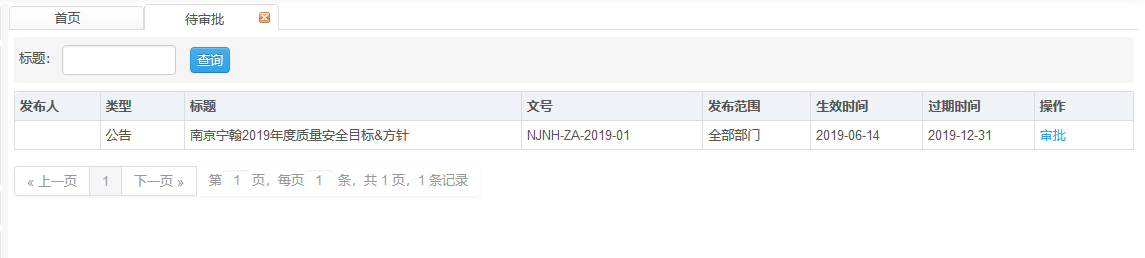 首页 待审批
标题： 查询
发布人 类型 标题 文号 发布范围 生效时间 过期时间 操作
公告 南京宁翰2019年度质量安全目标&方针 NJNH-ZA-2019-01 全部部门 2019-06-14 2019-12-31 审批
« 上一页 1 下一页 » 第 1 页，每页 1 条，共 1 页，1 条记录